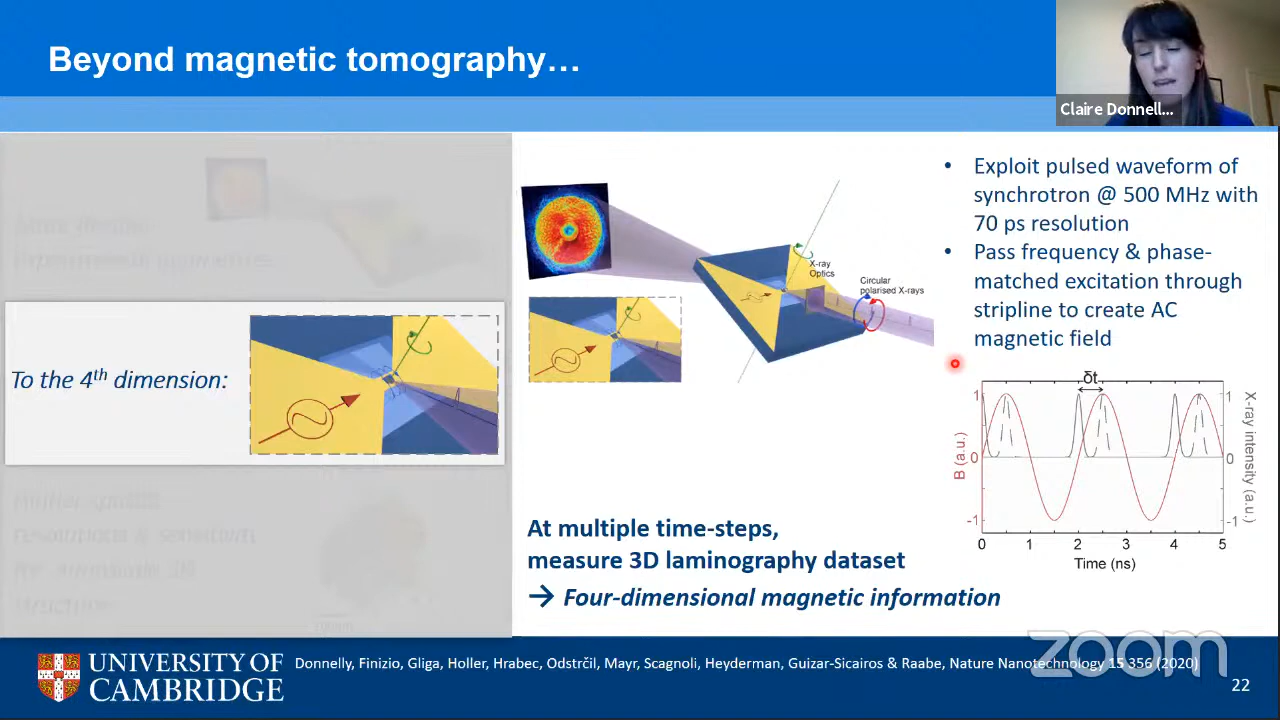 Beyond magnetic tomography…
Claire Donnell...
To the 4th dimension:
X-ray
Optics
Circular
polarised X-rays
• Exploit pulsed waveform of
synchrotron @ 500 MHz with
70 ps resolution
• Pass frequency & phase-
matched excitation through
stripline to create AC
magnetic field
δt
1
0
-1
B (a.u.)
1
0
-1
X-ray intensity (a.u.)
0 1 2 3 4 5
Time (ns)
At multiple time-steps,
measure 3D laminography dataset
→ Four-dimensional magnetic information
UNIVERSITY OF
CAMBRIDGE
Donnelly, Finizio, Gliga, Holler, Hrabec, Odstrčil, Mayr, Scagnoli, Heyderman, Guizar-Sicairos & Raabe, Nature Nanotechnology 15 356 (2020)
zoom
22